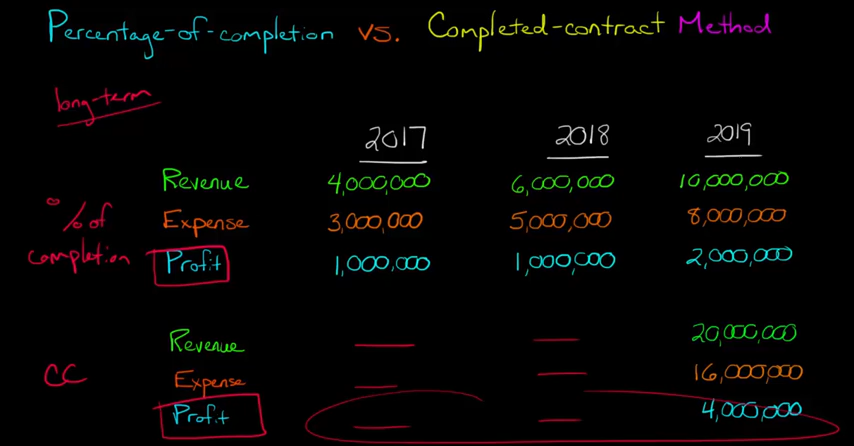 Percentage-of-completion vs. Completed-contract Method
long-term
2017 2018 2019
Revenue 4,000,000 6,000,000 10,000,000
% of completion
Expense 3,000,000 5,000,000 8,000,000
Profit 1,000,000 1,000,000 2,000,000
Revenue — — 20,000,000
CC
Expense — — 16,000,000
Profit — — 4,000,000